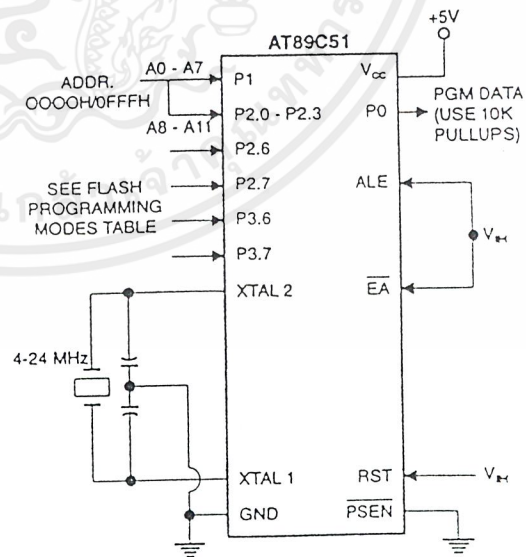 +5V
AT89C51
A0 - A7
ADDR.
OOOOH/OFFFH
P1
VCC
P2.0 - P2.3
P0
PGM DATA
(USE 10K
PULLUPS)
A8 - A11
P2.6
P2.7
ALE
SEE FLASH
PROGRAMMING
MODES TABLE
P3.6
VIH
P3.7
XTAL 2
EA
4-24 MHz
XTAL 1
RST
VIH
GND
PSEN